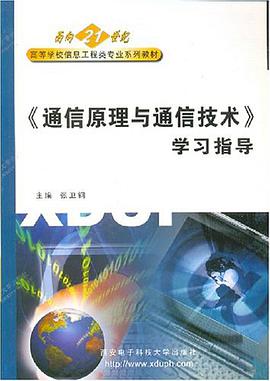 面向21世纪
高等学校信息工程类专业系列教材
《通信原理与通信技术》
学习指导
主编 张卫钢
XDUP
西安电子科技大学出版社
http://www.xduph.com